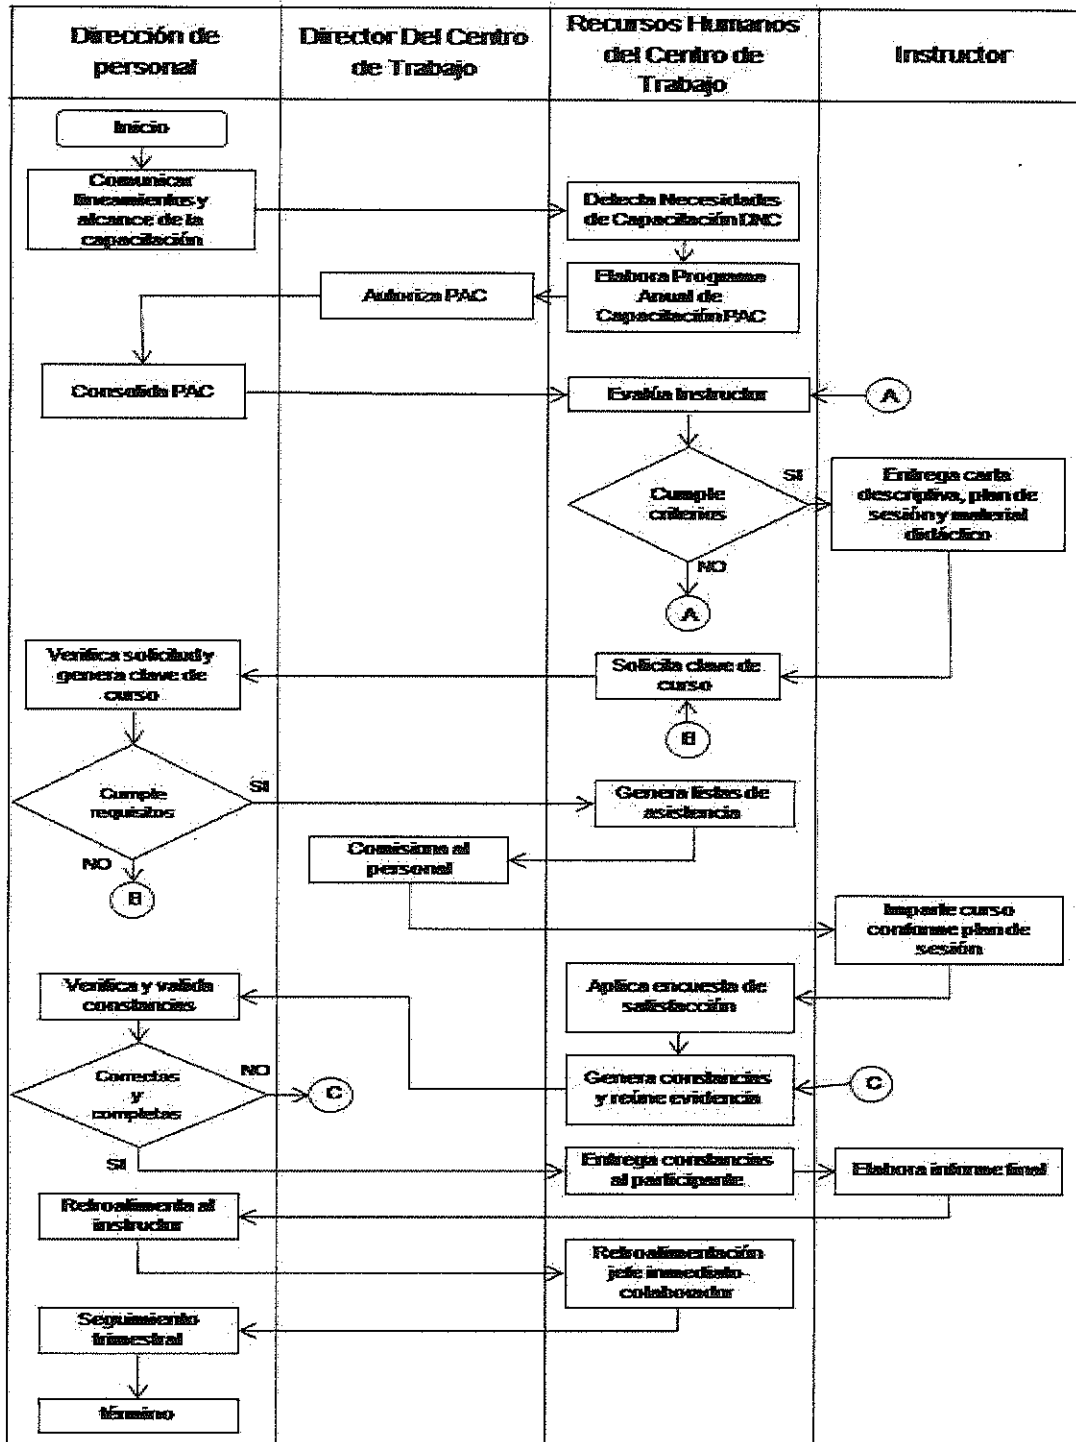 Dirección de
personal
Director Del Centro
de Trabajo
Recursos Humanos
del Centro de
Trabajo
Instructor
Inicio
Comunicar
lineamientos y
alcance de la
capacitación
Detecta Necesidades
de Capacitación DNC
Elabora Programa
Anual de
Capacitación PAC
Autoriza PAC
Consolida PAC
Evalúa Instructor
A
Cumple
criterios
SI
NO
A
Entrega carta
descriptiva, plan de
sesión y material
didáctico
Solicita clave de
curso
B
Verifica solicitud y
genera clave de
curso
Cumple
requisitos
SI
NO
B
Genera listas de
asistencia
Comisiona al
personal
Imparte curso
conforme plan de
sesión
Aplica encuesta de
satisfacción
Genera constancias
y reúne evidencia
C
Verifica y valida
constancias
Correctas
y
completas
NO
C
SI
Entrega constancias
al participante
Elabora informe final
Retroalimenta al
instructor
Retroalimentación
jefe inmediato-
colaborador
Seguimiento
trimestral
término